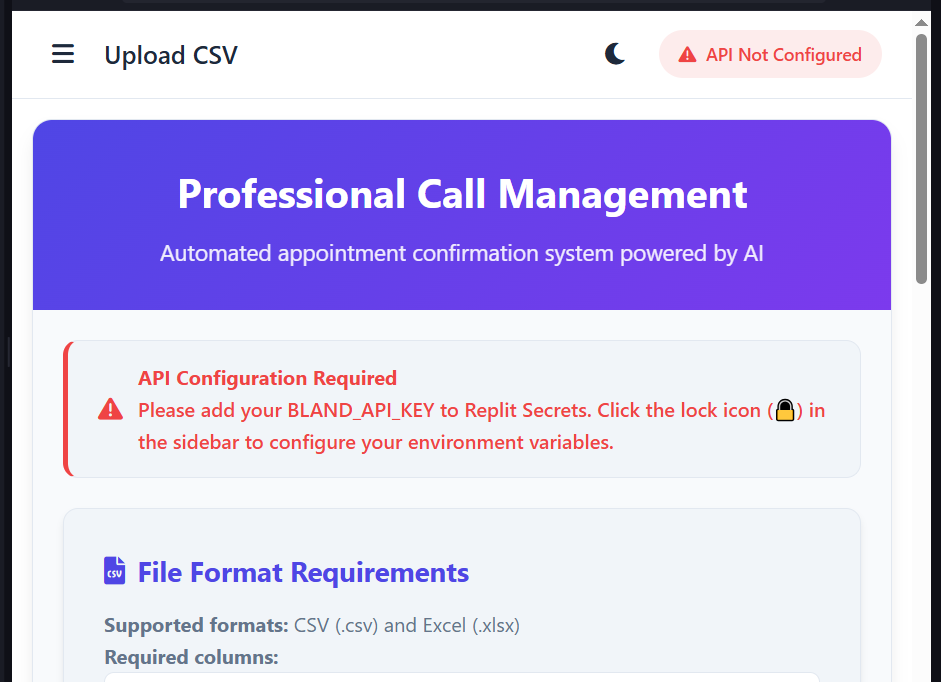 Upload CSV
API Not Configured
Professional Call Management
Automated appointment confirmation system powered by AI
API Configuration Required
Please add your BLAND_API_KEY to Replit Secrets. Click the lock icon (🔒) in
the sidebar to configure your environment variables.
CSV
File Format Requirements
Supported formats: CSV (.csv) and Excel (.xlsx)
Required columns: